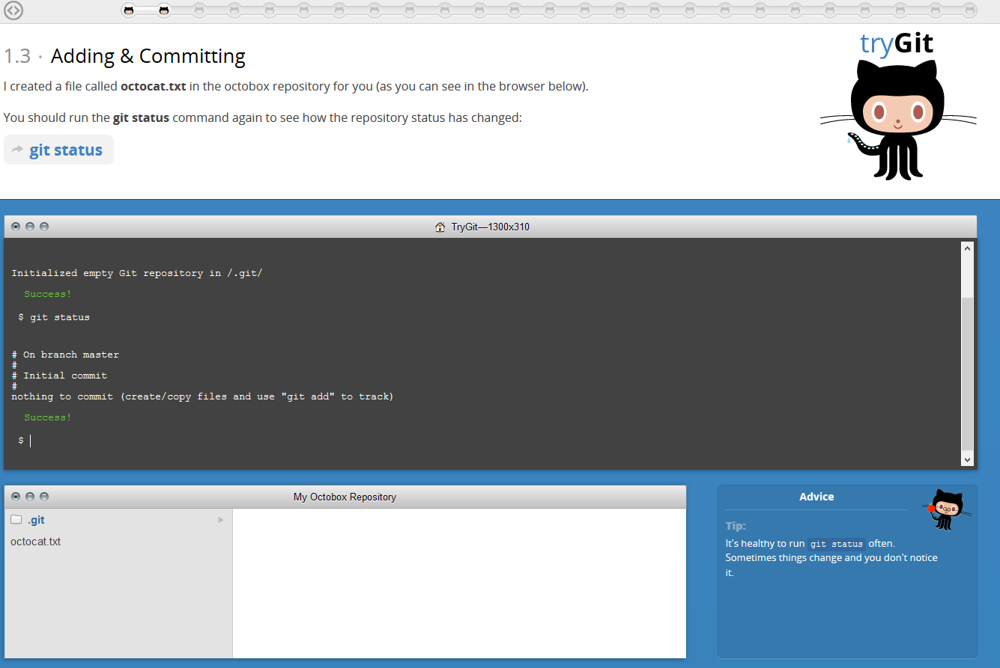 tryGit
1.3 · Adding & Committing
I created a file called octocat.txt in the octobox repository for you (as you can see in the browser below).
You should run the git status command again to see how the repository status has changed:
git status
TryGit—1300x310
Initialized empty Git repository in /.git/
Success!
$ git status
# On branch master
#
# Initial commit
#
nothing to commit (create/copy files and use "git add" to track)
Success!
$
My Octobox Repository
.git
octocat.txt
Advice
Tip:
It's healthy to run git status often.
Sometimes things change and you don't notice
it.